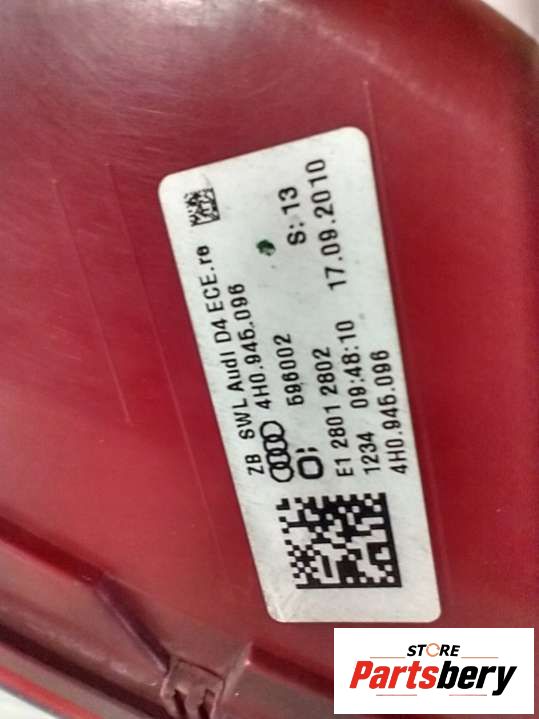 ZB SWL Audi D4 ECE.re
4H0.945.096
596002 S: 13
E1 2801 2802 17.09.2010
1234 09:48:10
4H0.945.096
STORE
Partsbery